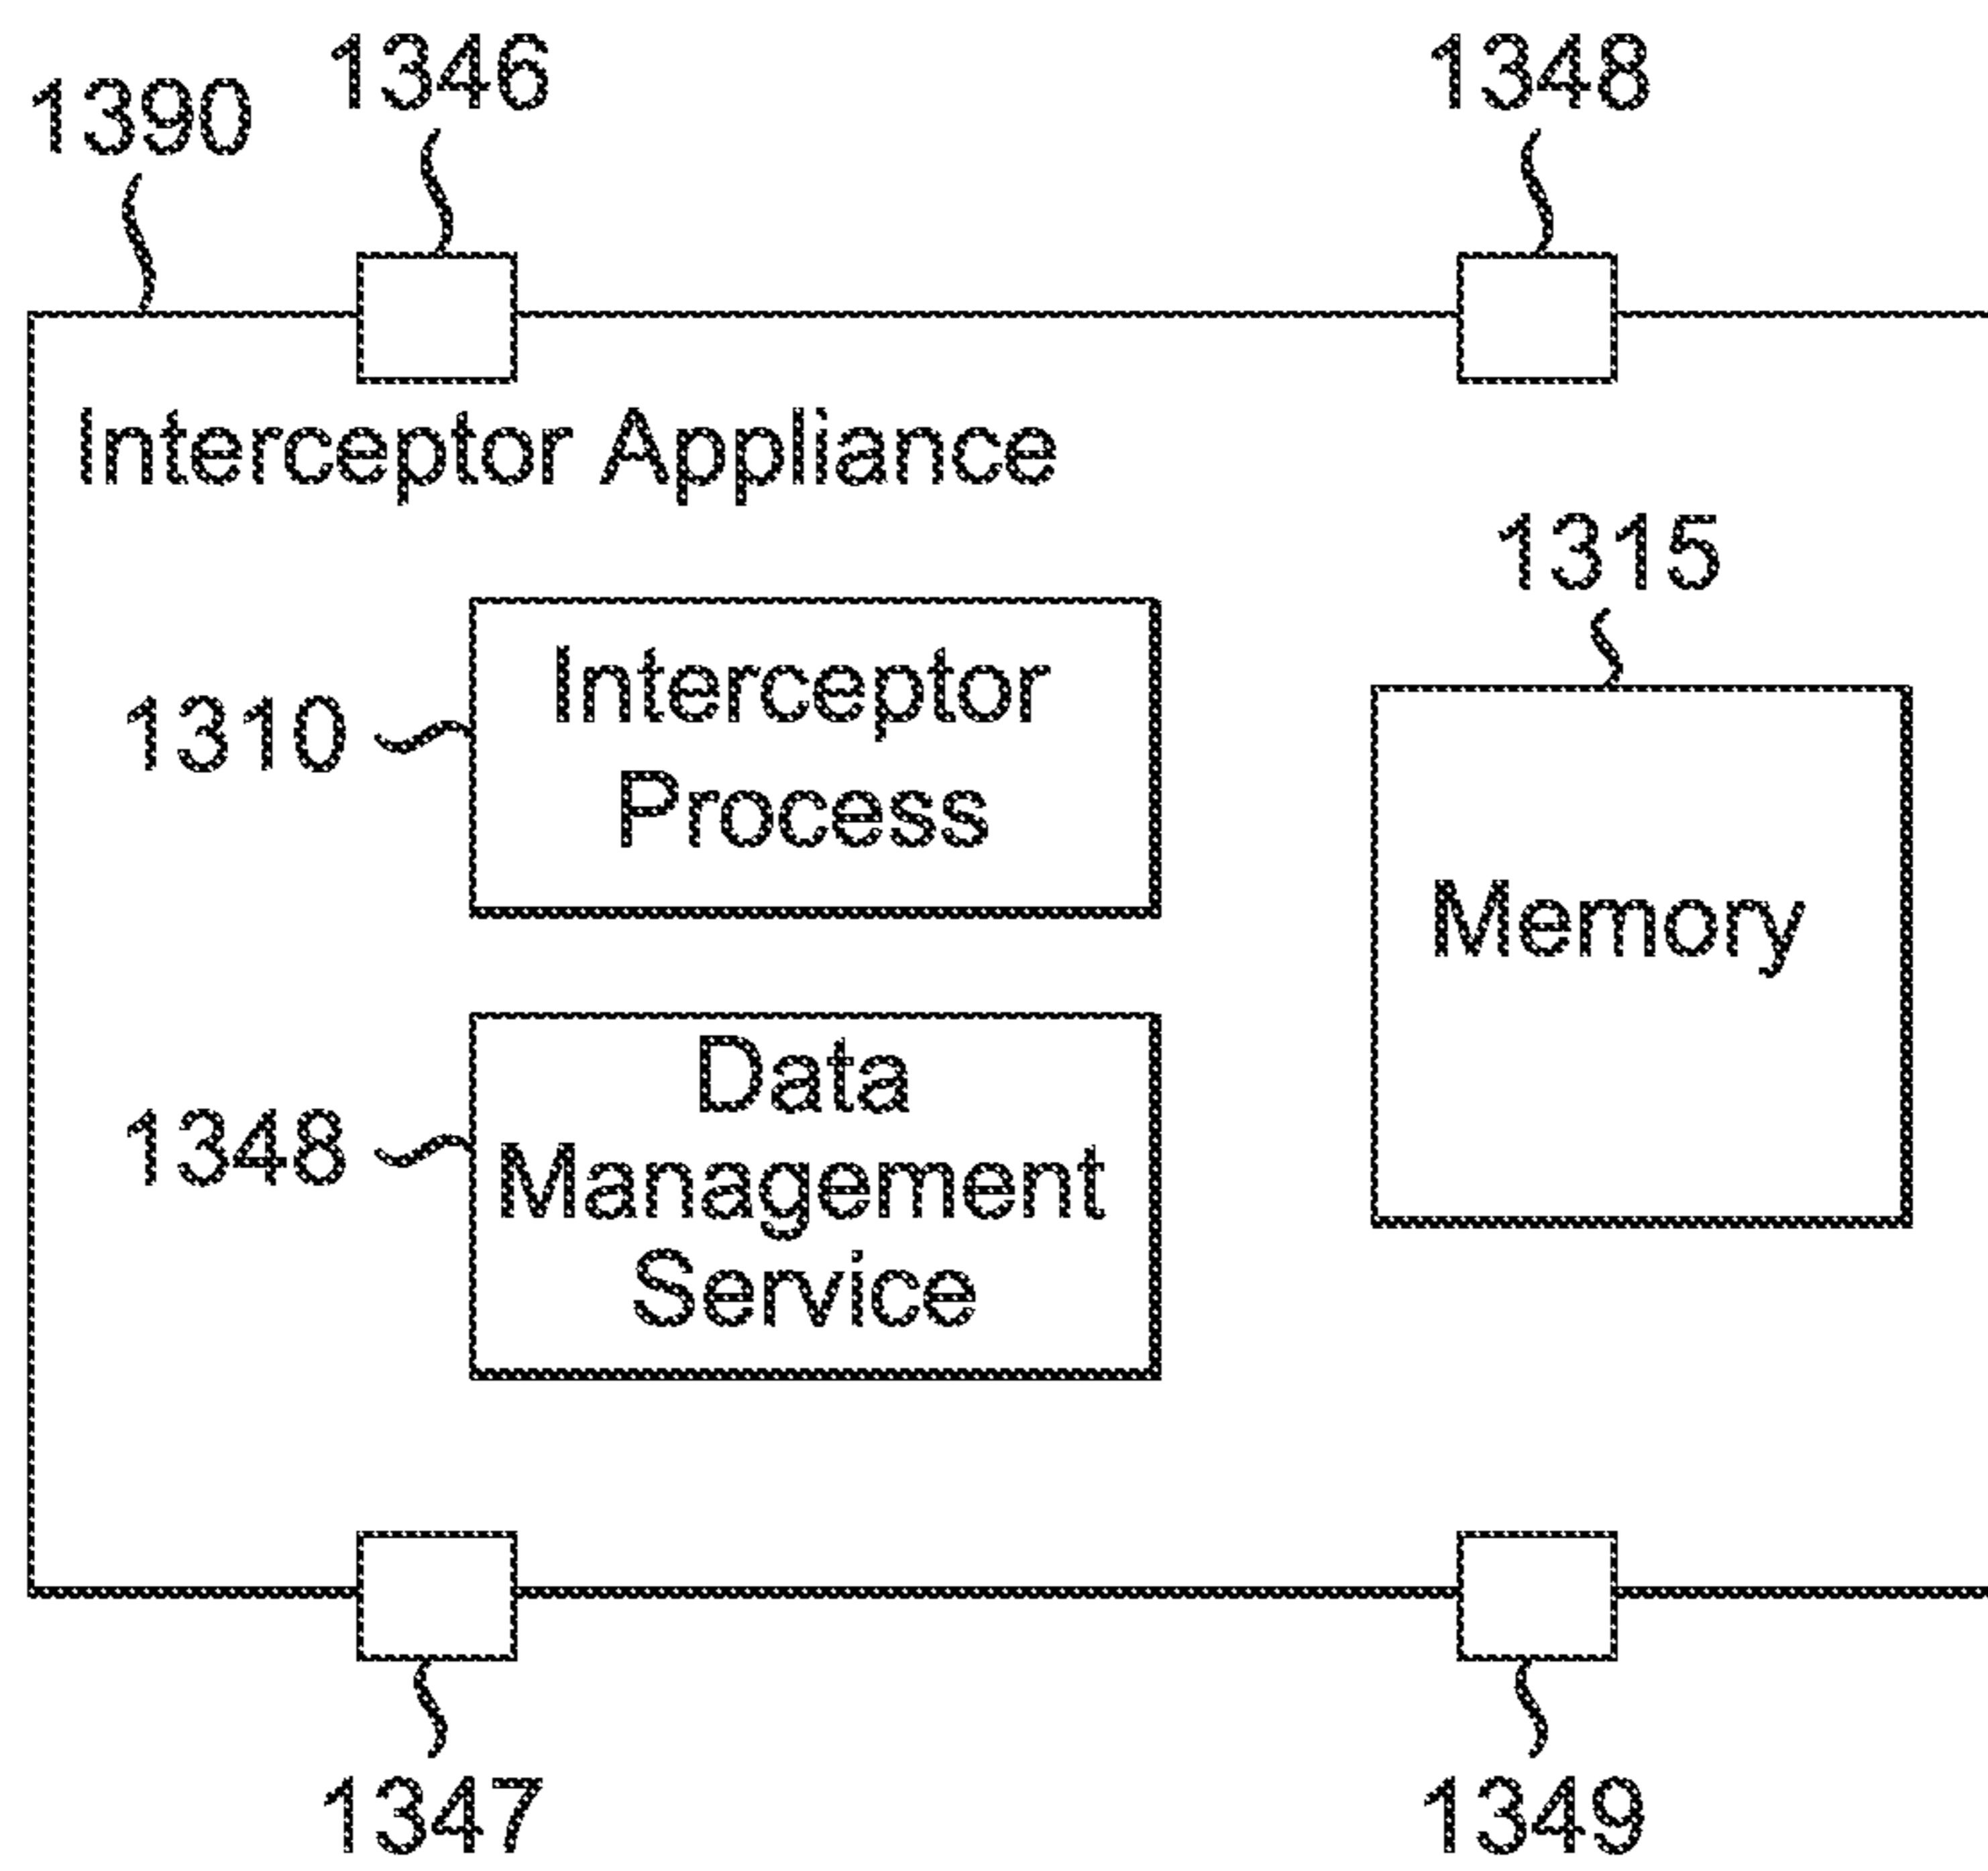 1346
1348
1390
Interceptor Appliance
1315
Interceptor
Process
1310
Memory
Data
Management
Service
1348
1347
1349